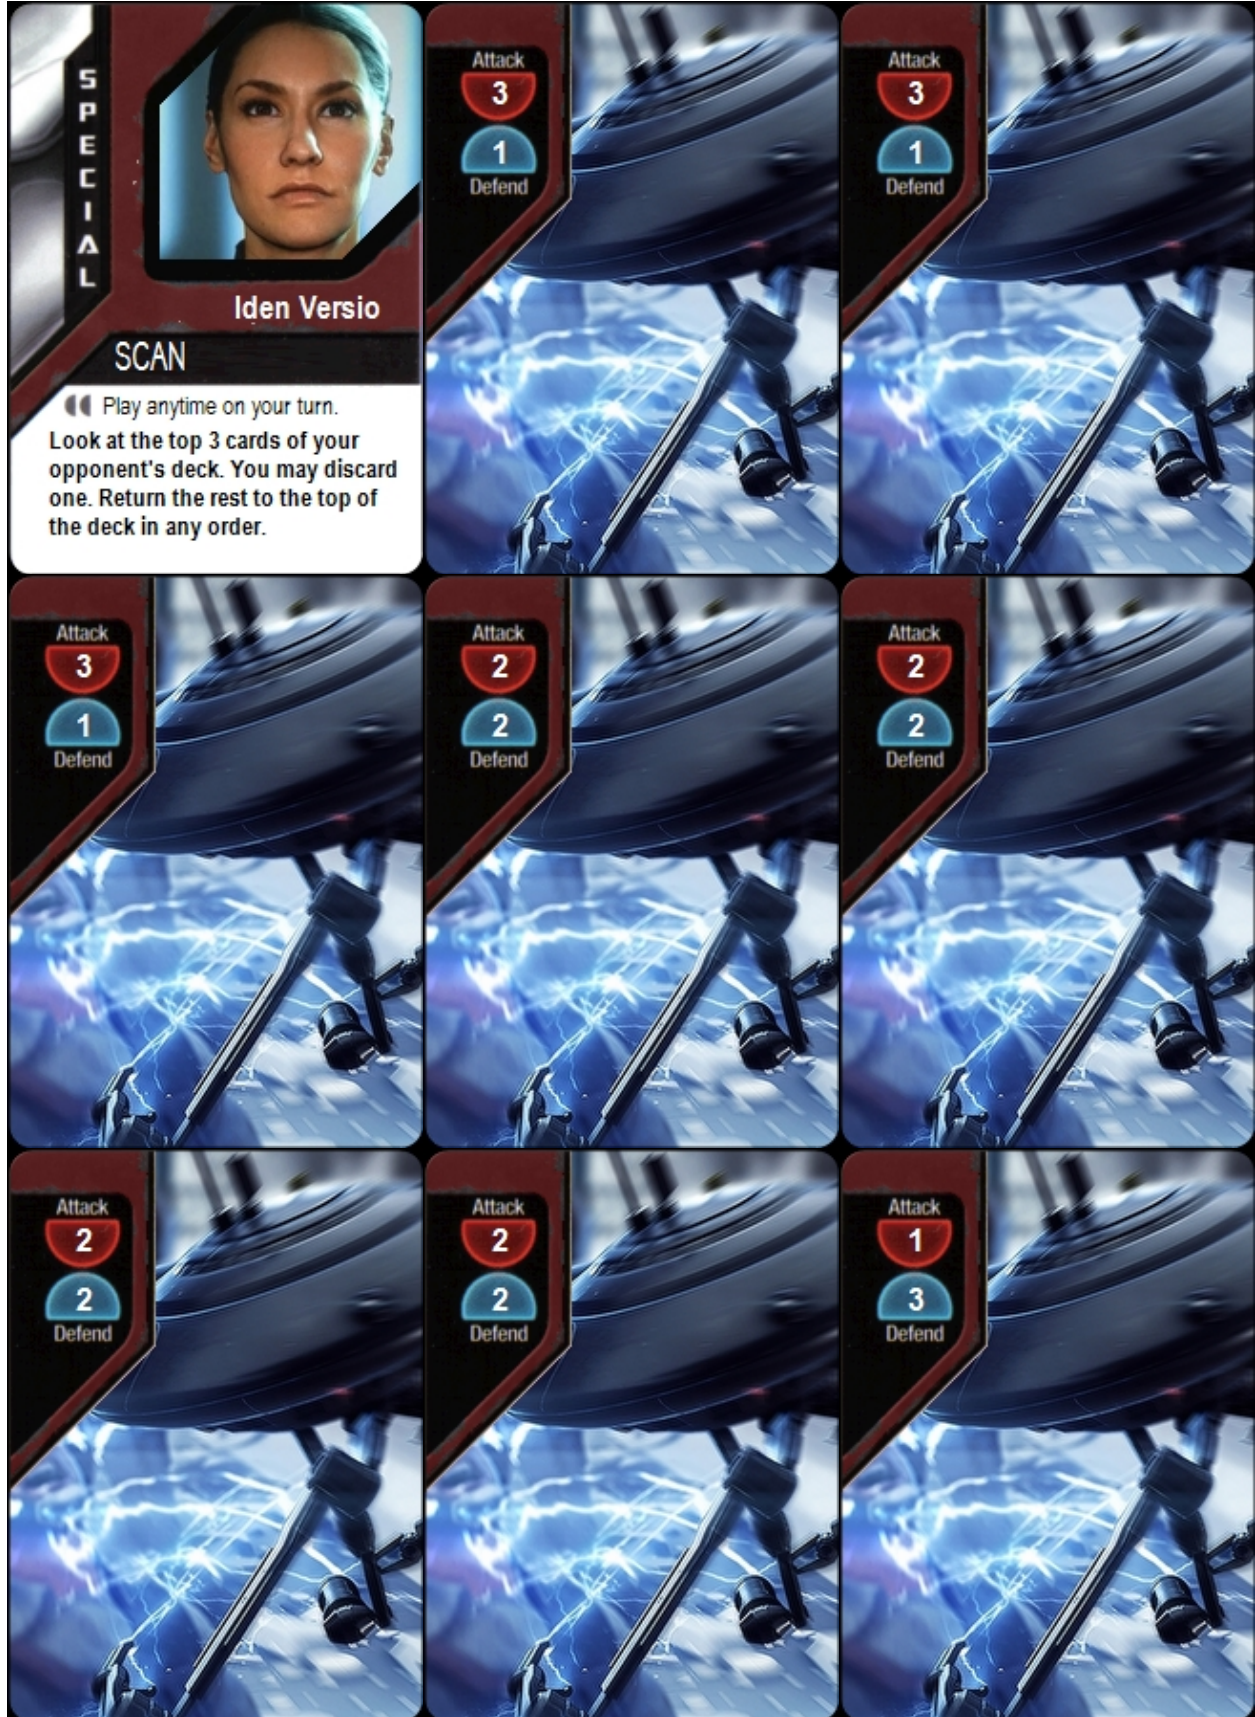 SPECIAL
Iden Versio
SCAN
Play anytime on your turn.
Look at the top 3 cards of your
opponent's deck. You may discard
one. Return the rest to the top of
the deck in any order.
Attack
3
1
Defend
Attack
3
1
Defend
Attack
3
1
Defend
Attack
2
2
Defend
Attack
2
2
Defend
Attack
2
2
Defend
Attack
2
2
Defend
Attack
1
3
Defend